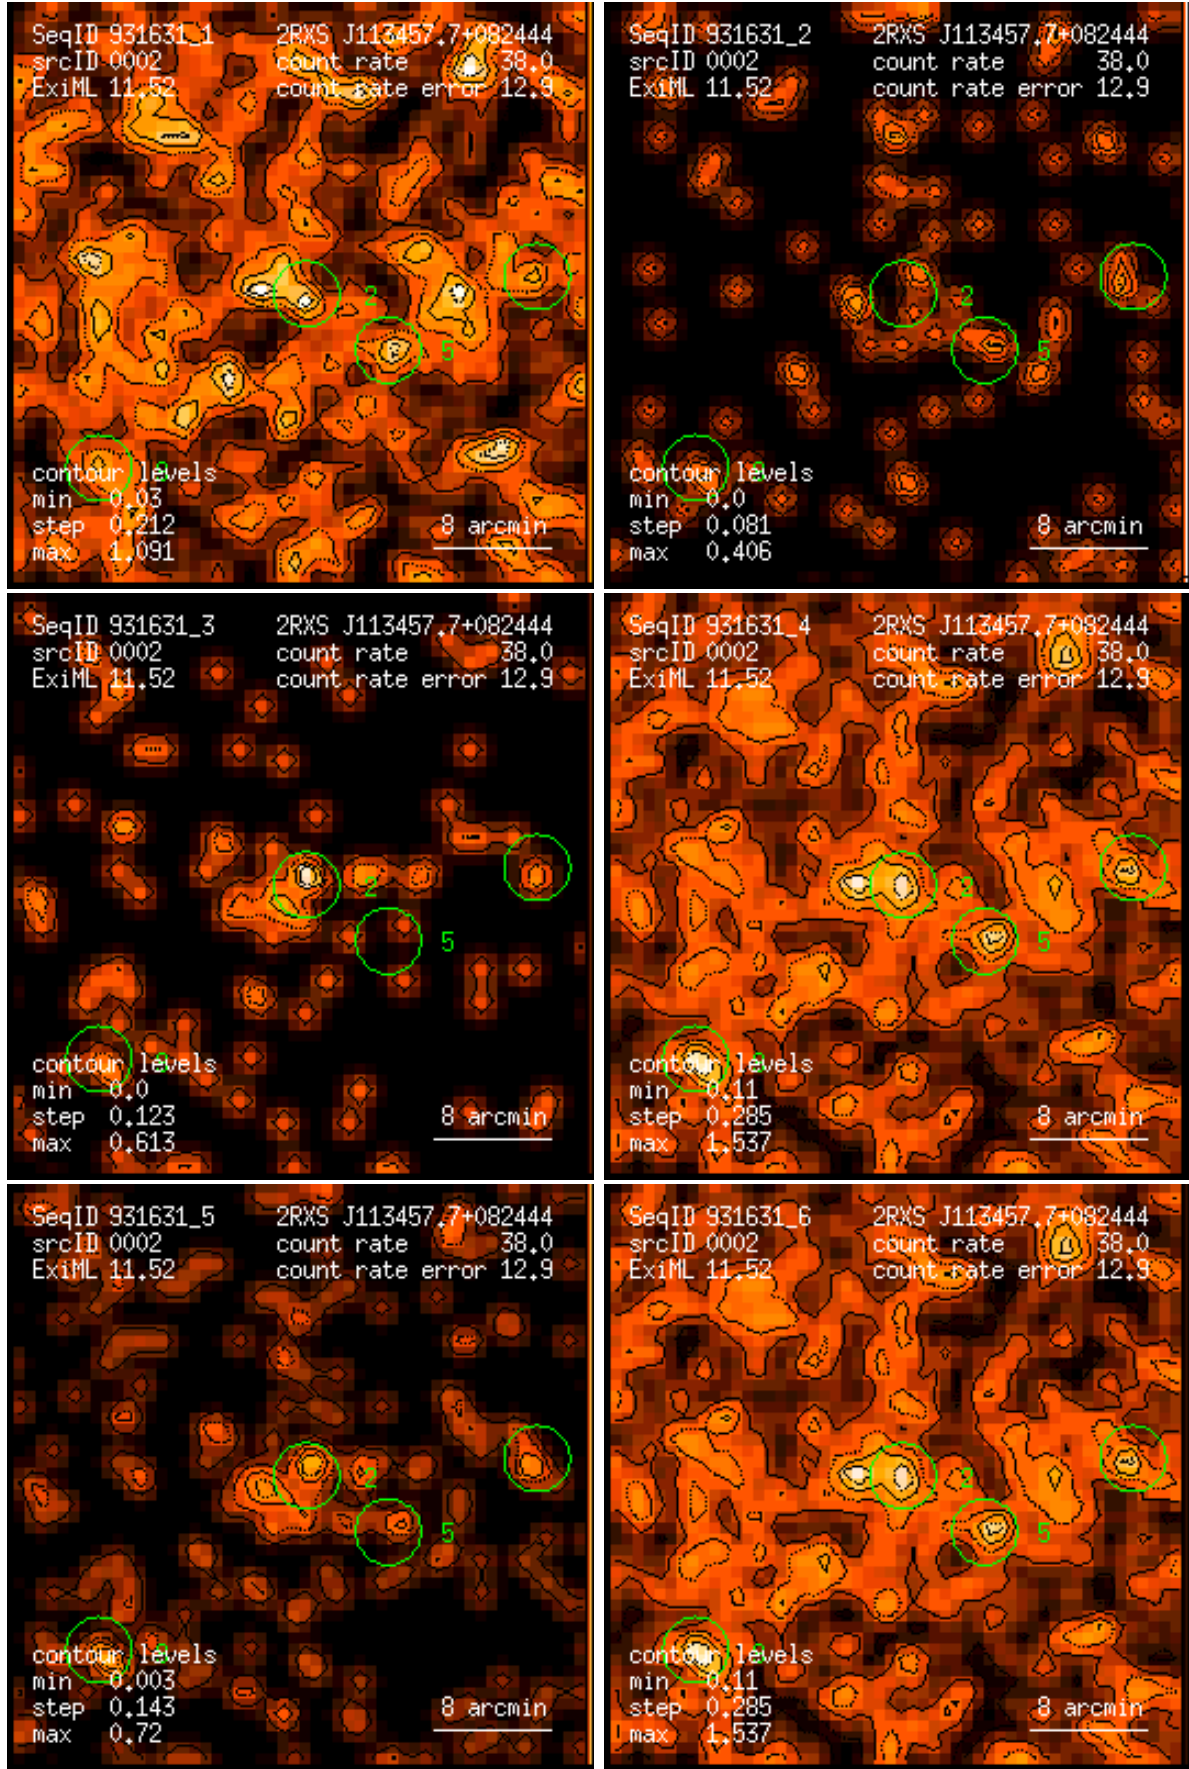 SeqID 931631_1 2RXS J113457.7+082444
srcID 0002 count rate 38.0
ExiML 11.52 count rate error 12.9
2
5
contour levels
min 0.03
step 0.212 8 arcmin
max 1.091
SeqID 931631_2 2RXS J113457.7+082444
srcID 0002 count rate 38.0
ExiML 11.52 count rate error 12.9
2
5
contour levels
min 0.0
step 0.081 8 arcmin
max 0.406
SeqID 931631_3 2RXS J113457.7+082444
srcID 0002 count rate 38.0
ExiML 11.52 count rate error 12.9
2
5
contour levels
min 0.0
step 0.123 8 arcmin
max 0.613
SeqID 931631_4 2RXS J113457.7+082444
srcID 0002 count rate 38.0
ExiML 11.52 count rate error 12.9
2
5
contour levels
min 0.11
step 0.285 8 arcmin
max 1.537
SeqID 931631_5 2RXS J113457.7+082444
srcID 0002 count rate 38.0
ExiML 11.52 count rate error 12.9
2
5
contour levels
min 0.003
step 0.143 8 arcmin
max 0.72
SeqID 931631_6 2RXS J113457.7+082444
srcID 0002 count rate 38.0
ExiML 11.52 count rate error 12.9
2
5
contour levels
min 0.11
step 0.285 8 arcmin
max 1.537